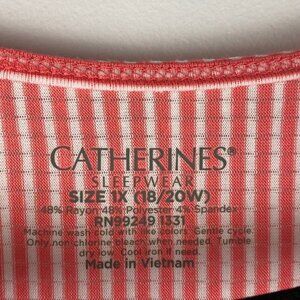 CATHERINES®
SLEEPWEAR
SIZE 1X (18/20W)
48% Rayon 48% Polyester 4% Spandex
RN99249 1331
Machine wash cold with like colors. Gentle cycle.
Only non chlorine bleach when needed. Tumble
dry low. Cool iron if needed.
Made in Vietnam